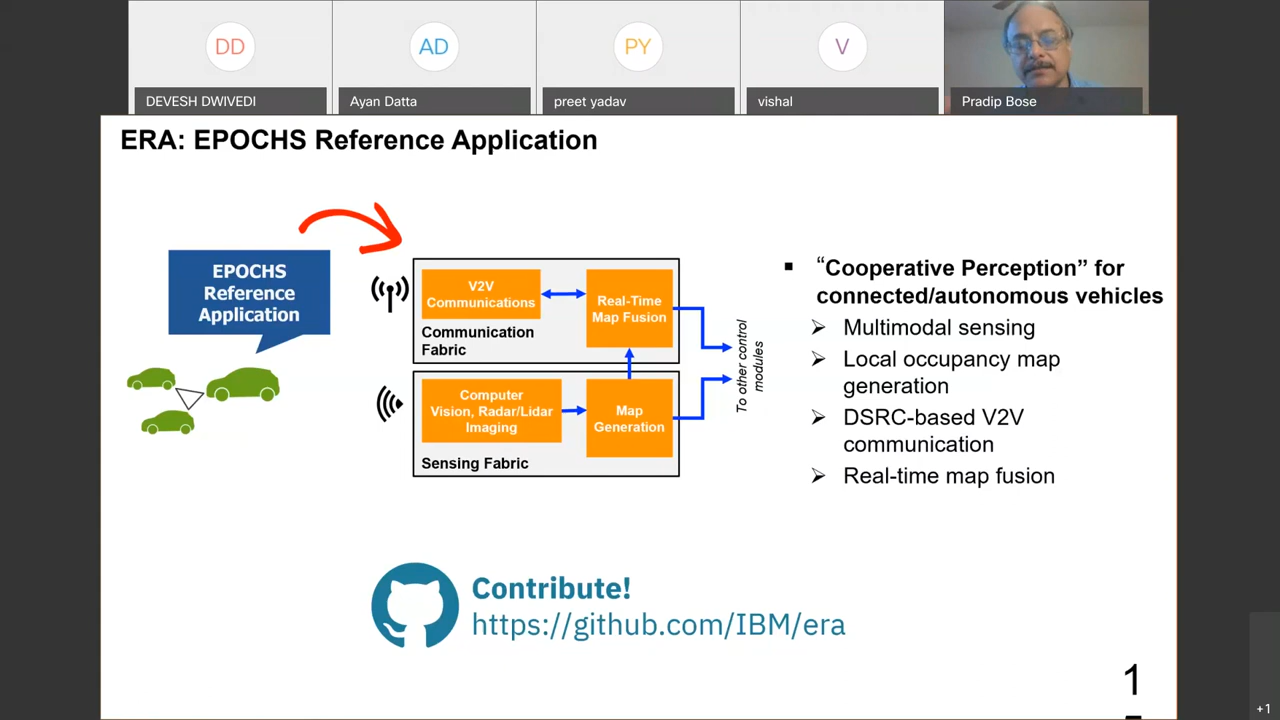 DD
AD
PY
V
DEVESH DWIVEDI
Ayan Datta
preet yadav
vishal
Pradip Bose
ERA: EPOCHS Reference Application
EPOCHS
Reference
Application
V2V
Communications
Real-Time
Map Fusion
Communication
Fabric
Computer
Vision, Radar/Lidar
Imaging
Map
Generation
Sensing Fabric
To other control
modules
“Cooperative Perception” for
connected/autonomous vehicles
Multimodal sensing
Local occupancy map
generation
DSRC-based V2V
communication
Real-time map fusion
Contribute!
https://github.com/IBM/era
1
+1